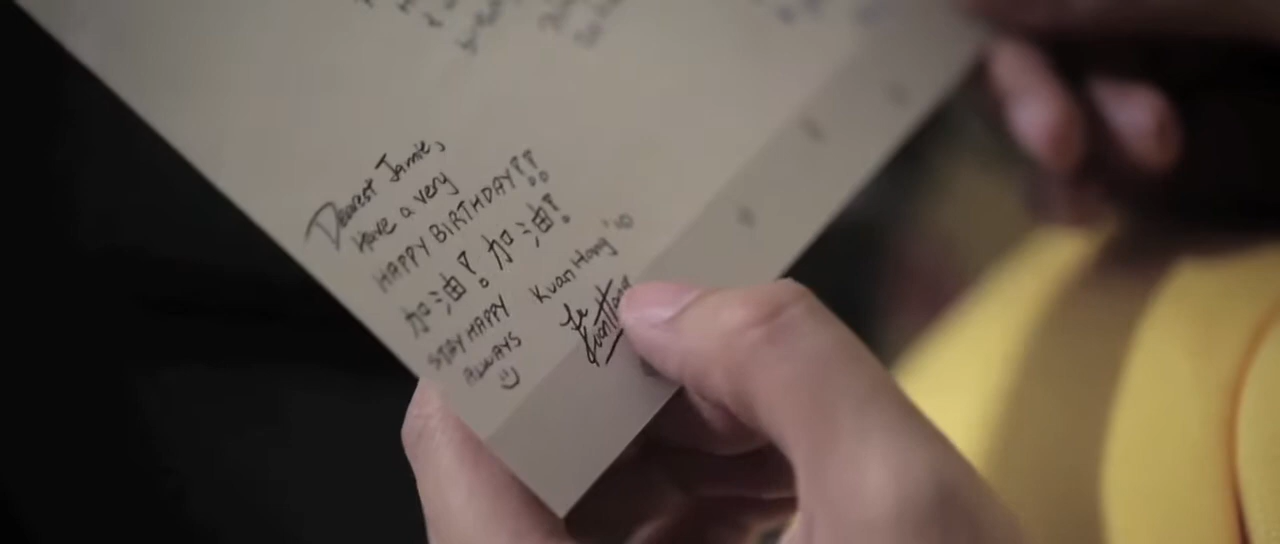 Dearest Jamie,
Have a very
HAPPY BIRTHDAY!!
加油! 加油!
STAY HAPPY
ALWAYS
Kuan Hang '10